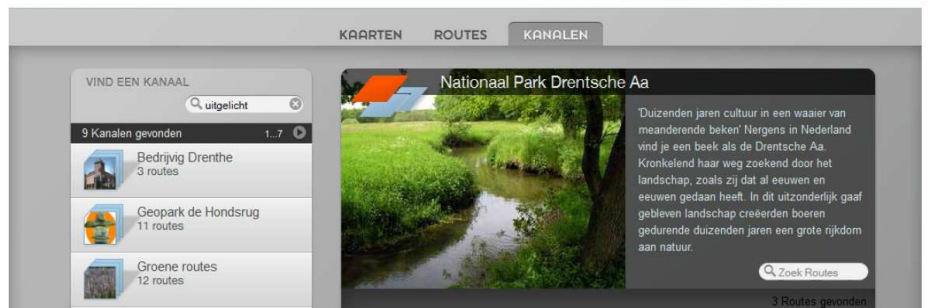 KAARTEN ROUTES KANALEN
VIND EEN KANAAL
uitgelicht
9 Kanalen gevonden 1...7
Bedrijvig Drenthe
3 routes
Geopark de Hondsrug
11 routes
Groene routes
12 routes
Nationaal Park Drentsche Aa
'Duizenden jaren cultuur in een waaier van
meanderende beken' Nergens in Nederland
vind je een beek als de Drentsche Aa.
Kronkelend haar weg zoekend door het
landschap, zoals zij dat al eeuwen en
eeuwen gedaan heeft. In dit uitzonderlijk gaaf
gebleven landschap creëerden boeren
gedurende duizenden jaren een grote rijkdom
aan natuur.
Zoek Routes
3 Routes gevonden